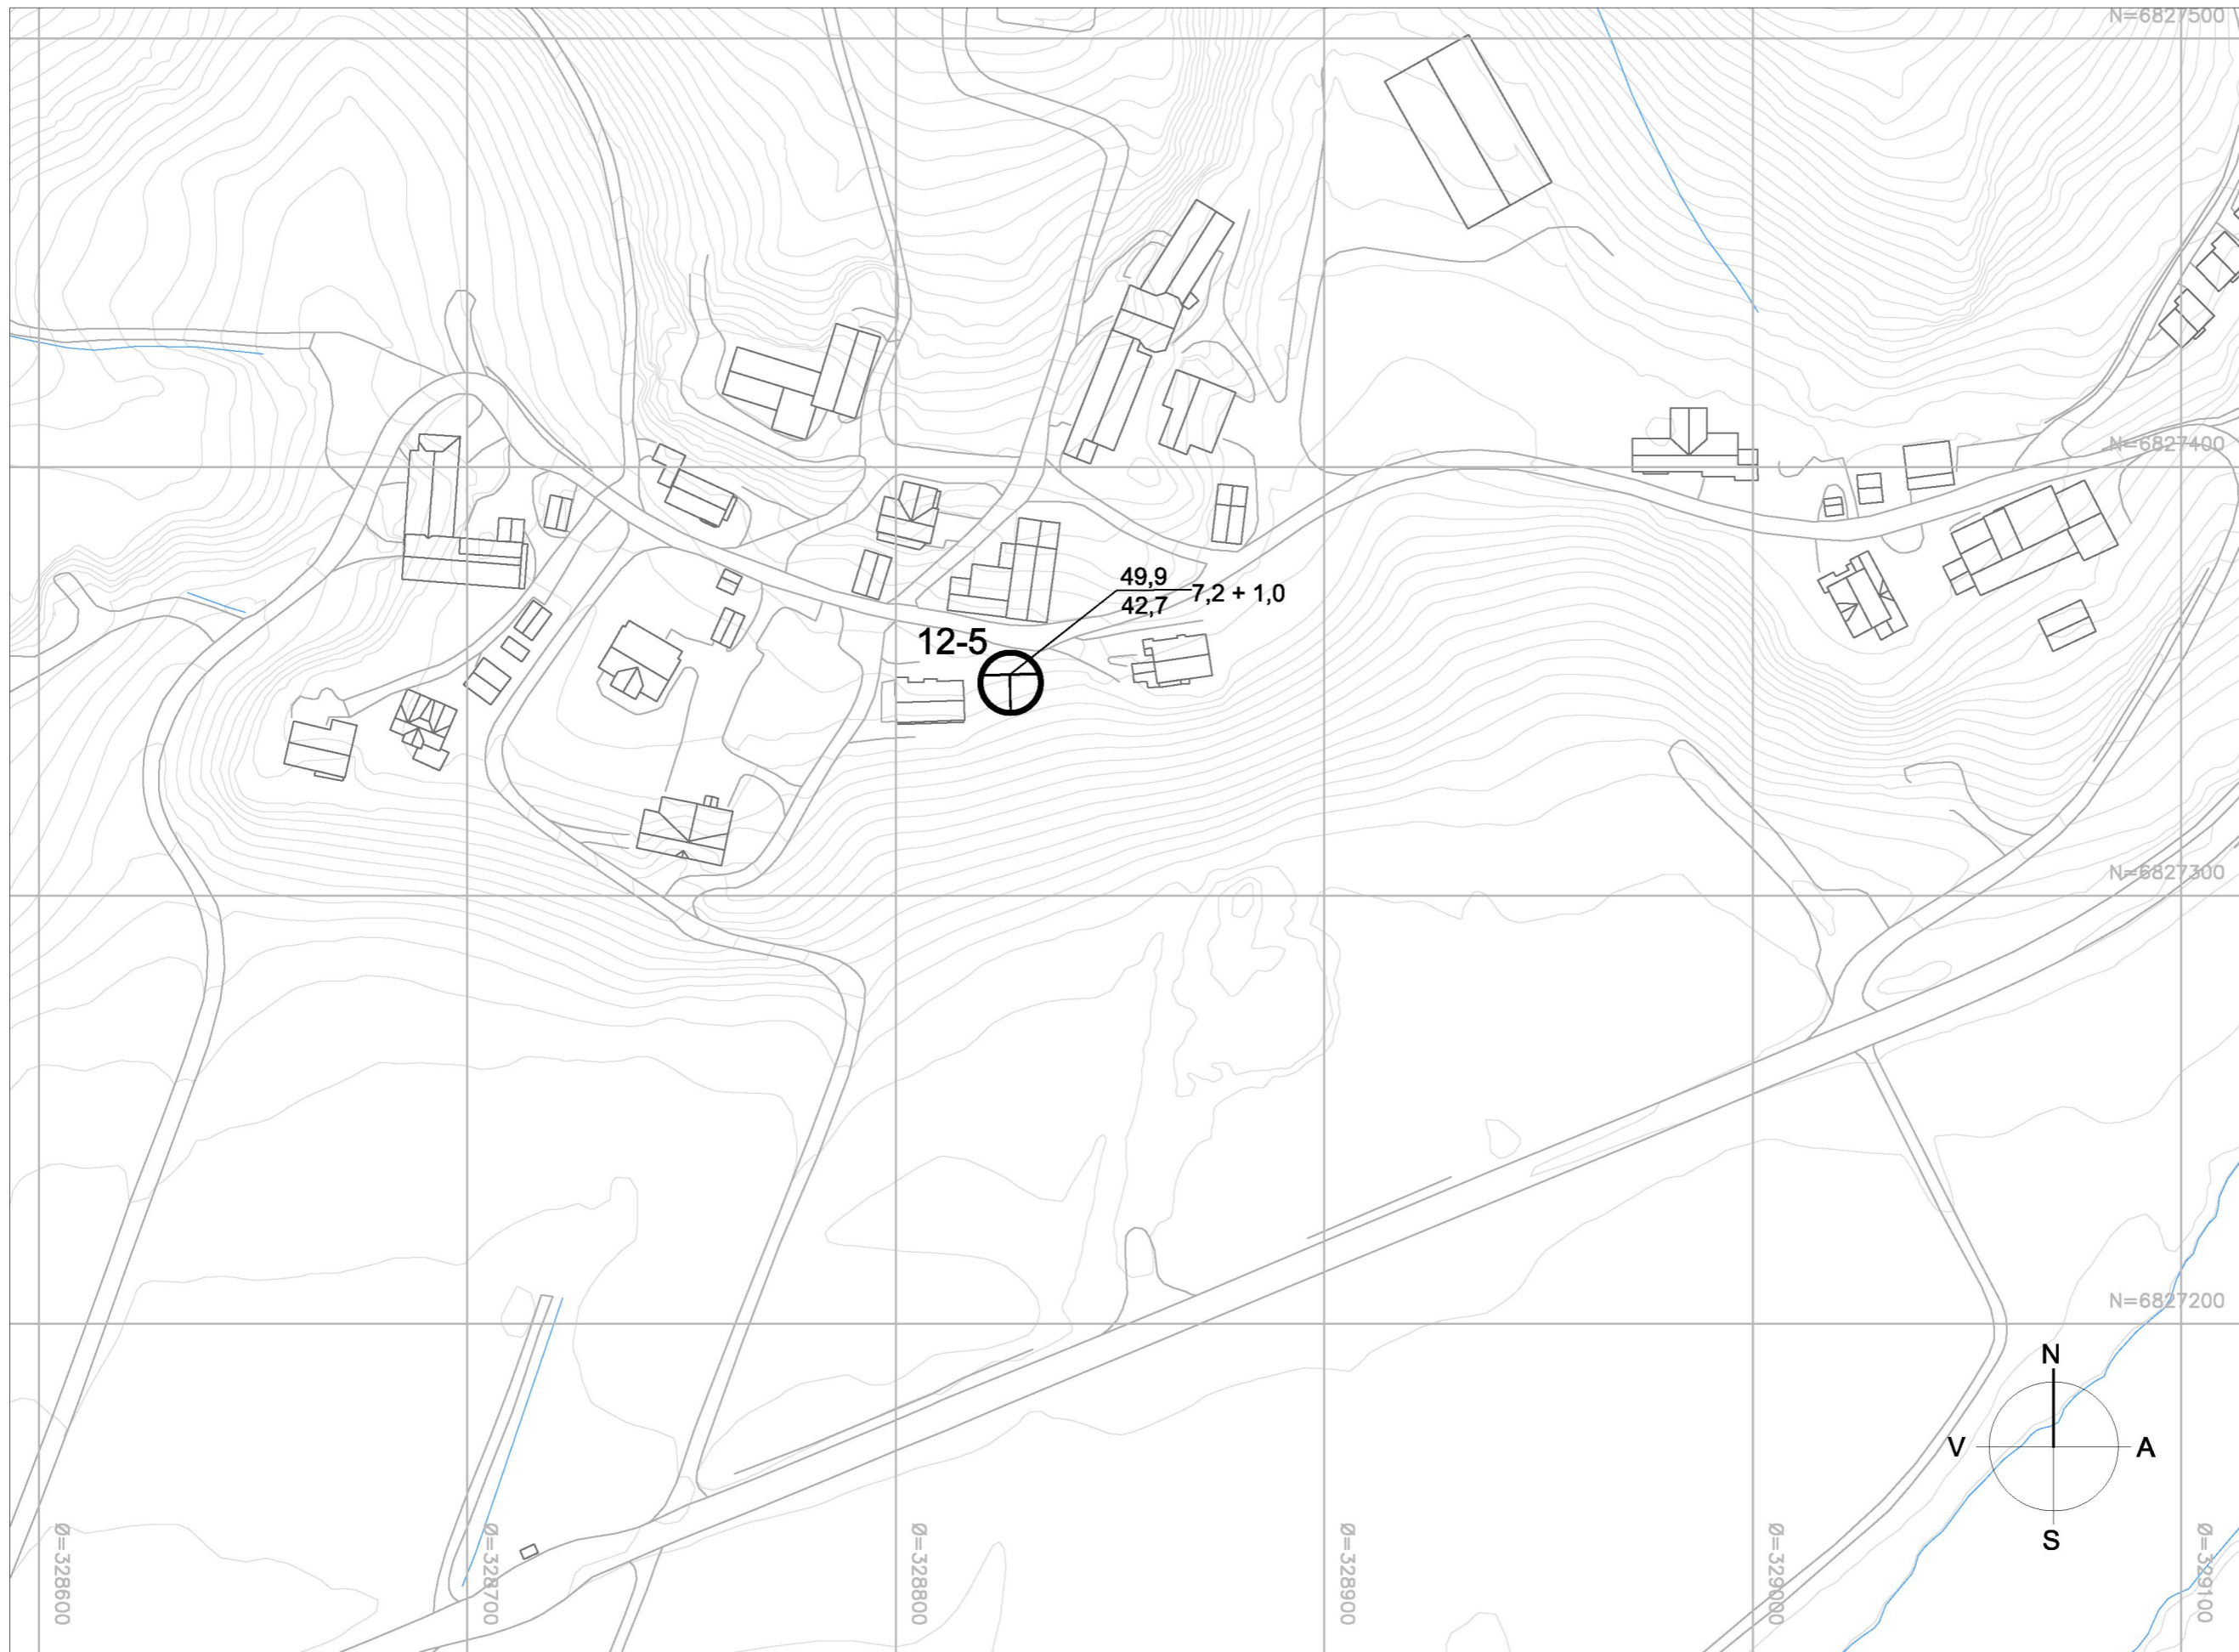 N=6827500
N=6827400
49,9
42,7
7,2 + 1,0
12-5
N=6827300
N=6827200
N
V
A
S
Ø=328600
Ø=328700
Ø=328800
Ø=328900
Ø=329000
Ø=329100